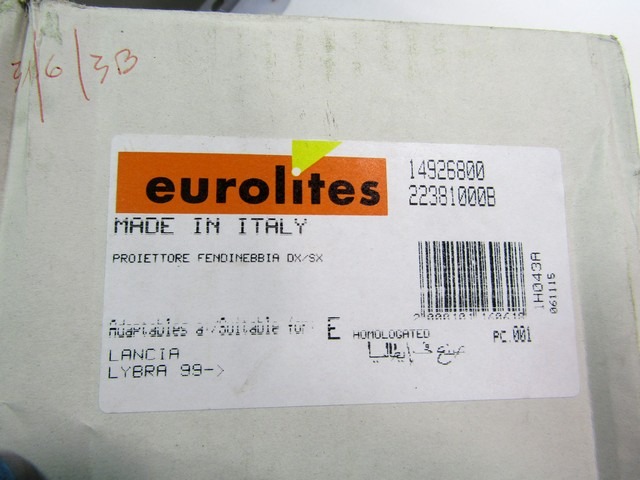 3/6/3B
eurolites
14926800
22381000B
MADE IN ITALY
PROIETTORE FENDINEBBIA DX/SX
IH043A
061115
Adaptables a/Suitable for: E HOMOLOGATED PC.001
صنع في إيطاليا
LANCIA
LYBRA 99->